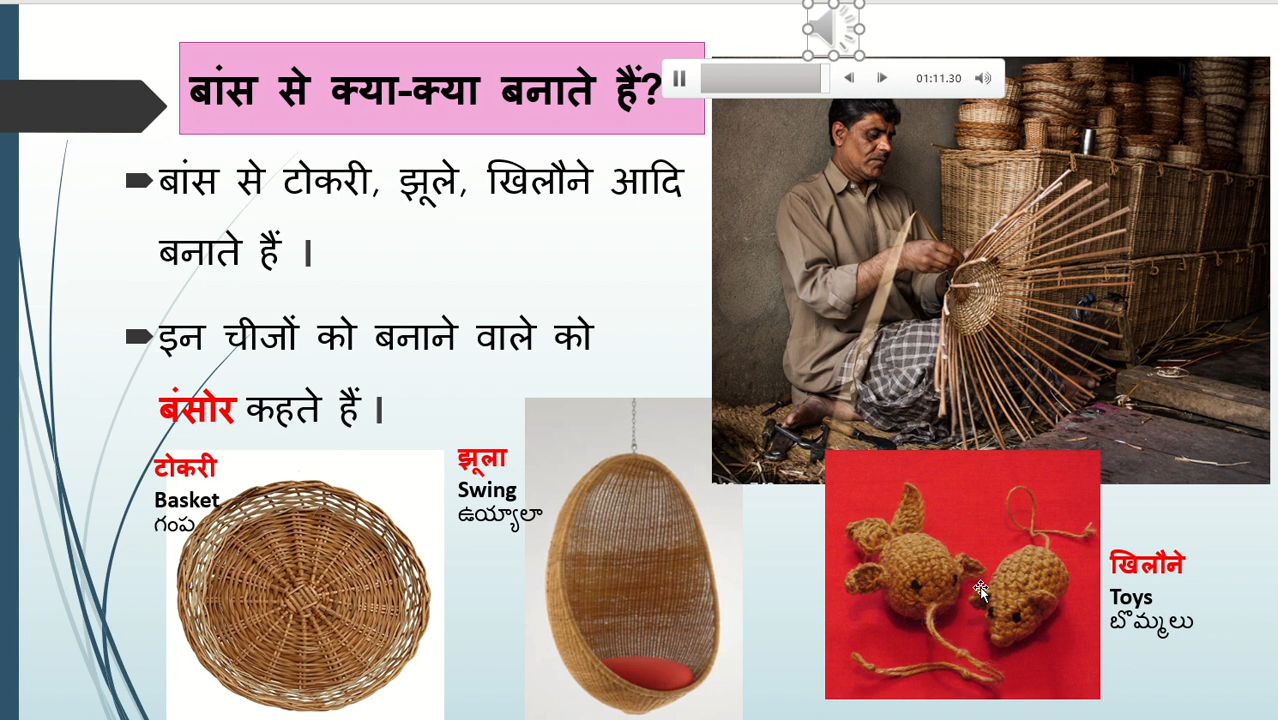 बांस से क्या-क्या बनाते हैं?
01:11.30
बांस से टोकरी, झूले, खिलौने आदि
बनाते हैं ।
इन चीजों को बनाने वाले को
बंसोर कहते हैं ।
टोकरी
Basket
గంప
झूला
Swing
ఉయ్యాలా
खिलौने
Toys
బొమ్మలు